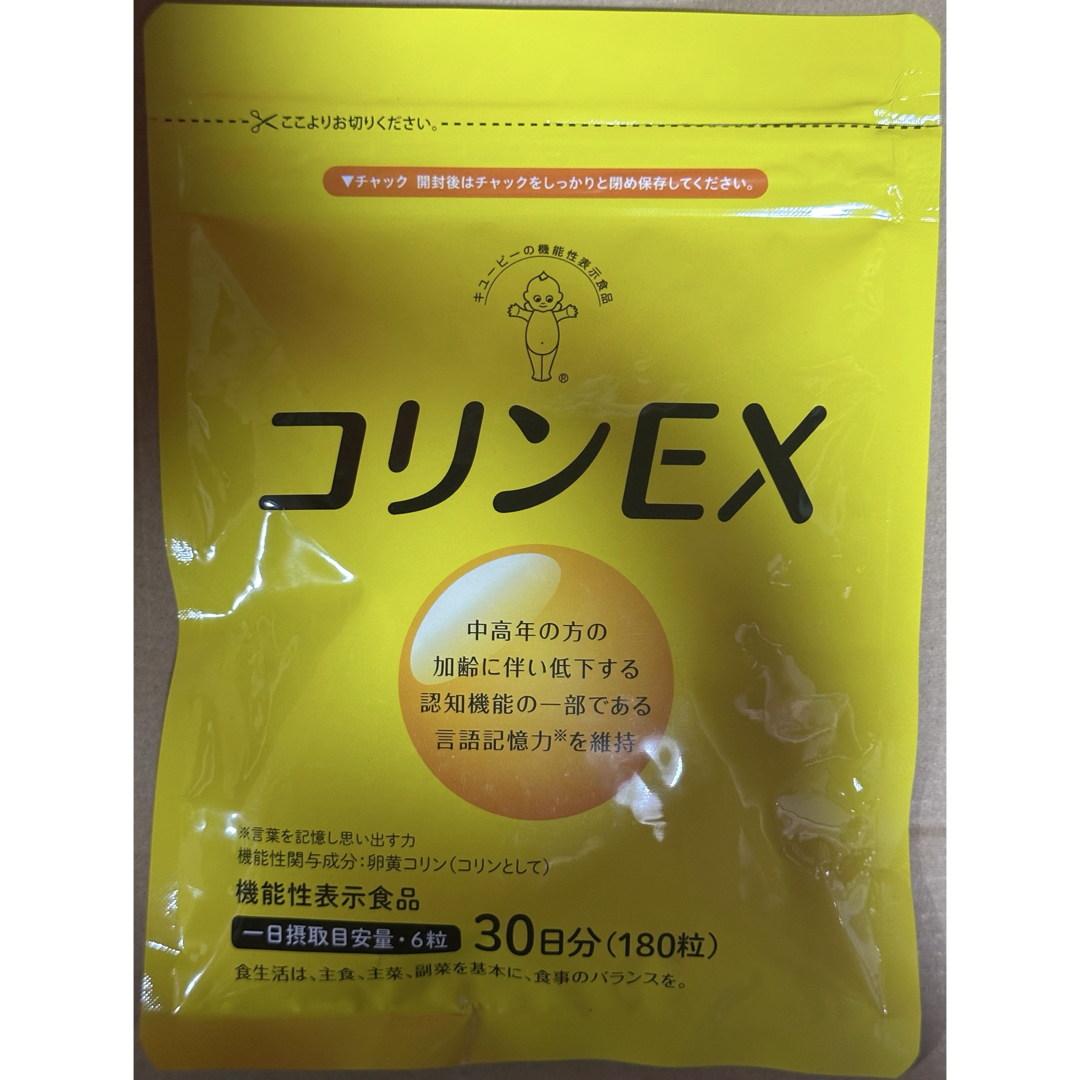 ここよりお切りください。
▼チャック 開封後はチャックをしっかりと閉め保存してください。
キユーピーの機能性表示食品
®
コリンEX
中高年の方の
加齢に伴い低下する
認知機能の一部である
言語記憶力※を維持
※言葉を記憶し思い出す力
機能性関与成分:卵黄コリン(コリンとして)
機能性表示食品
一日摂取目安量・6粒 30日分(180粒)
食生活は、主食、主菜、副菜を基本に、食事のバランスを。